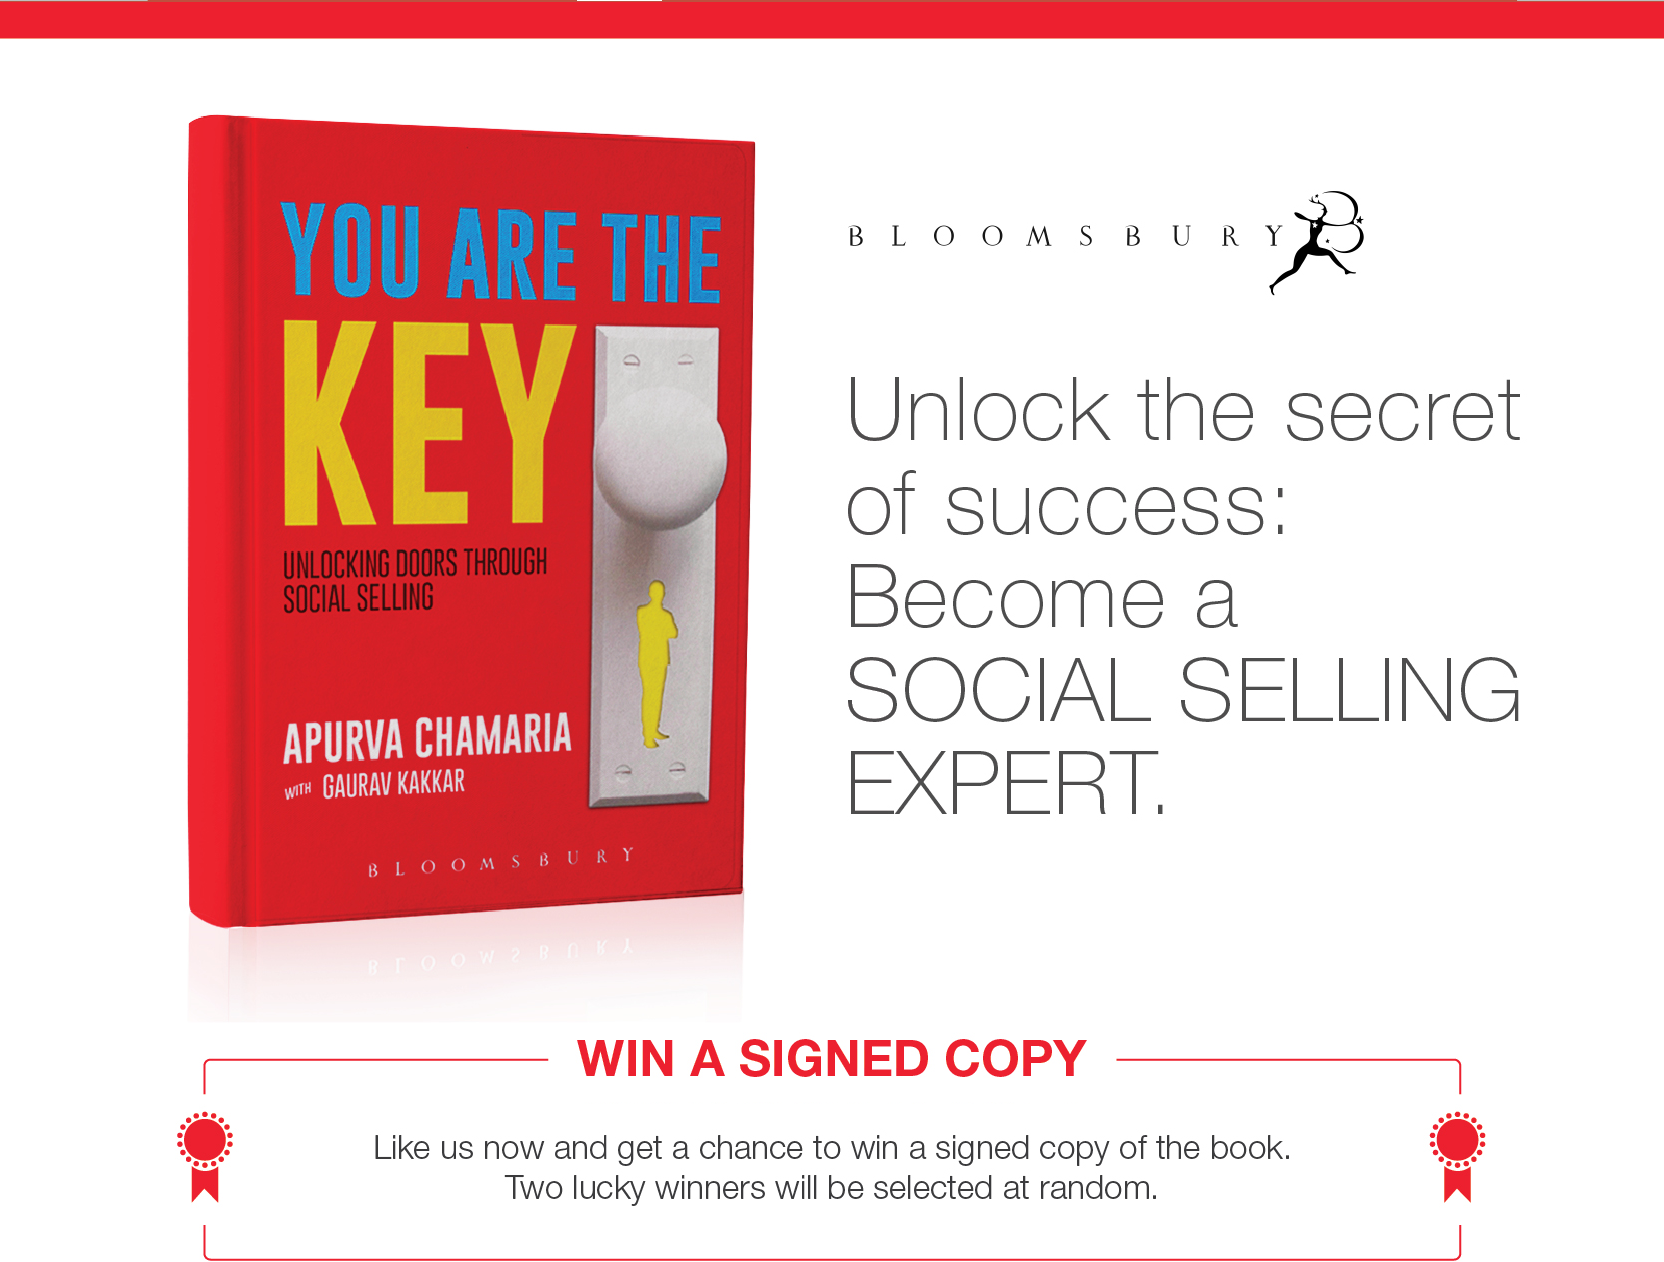 YOU ARE THE
KEY
UNLOCKING DOORS THROUGH
SOCIAL SELLING
APURVA CHAMARIA
WITH GAURAV KAKKAR
BLOOMSBURY
BLOOMSBURY
BLOOMSBURY
Unlock the secret
of success:
Become a
SOCIAL SELLING
EXPERT.
WIN A SIGNED COPY
Like us now and get a chance to win a signed copy of the book.
Two lucky winners will be selected at random.